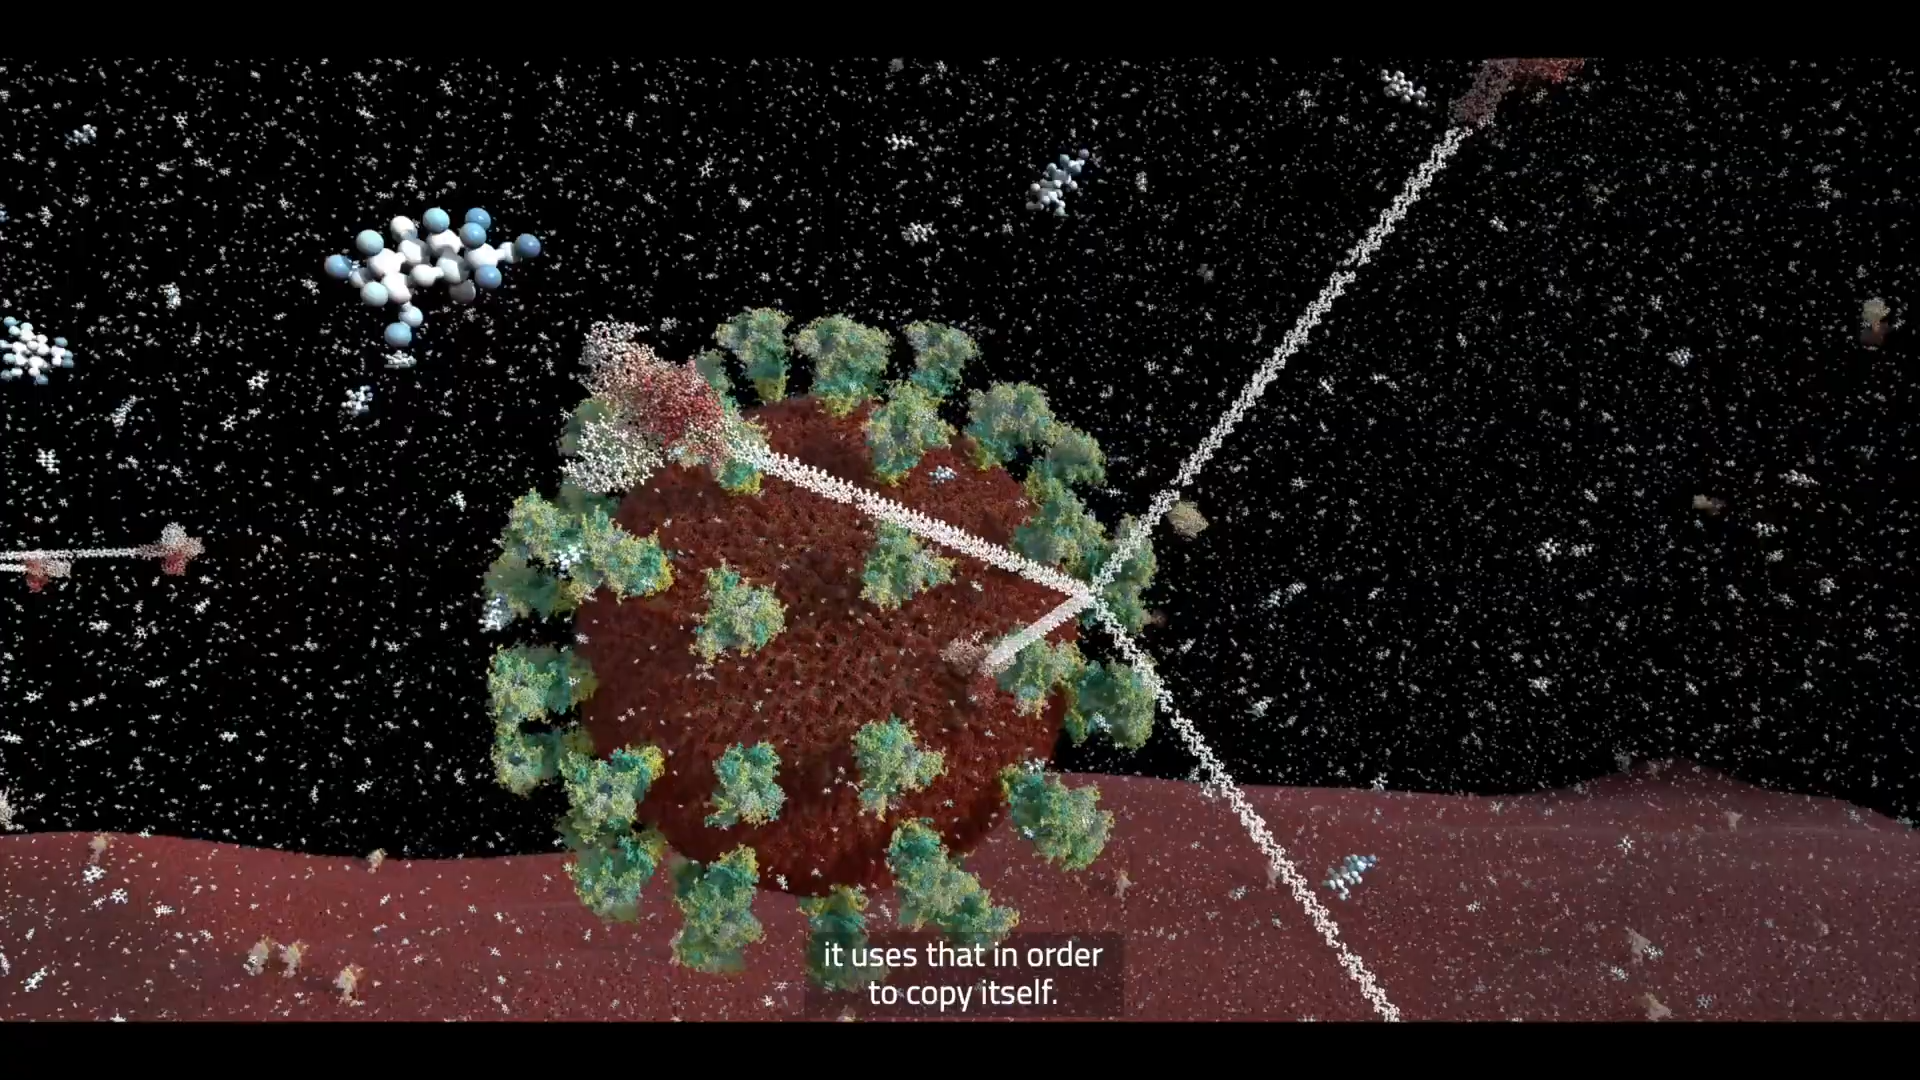 it uses that in order
to copy itself.